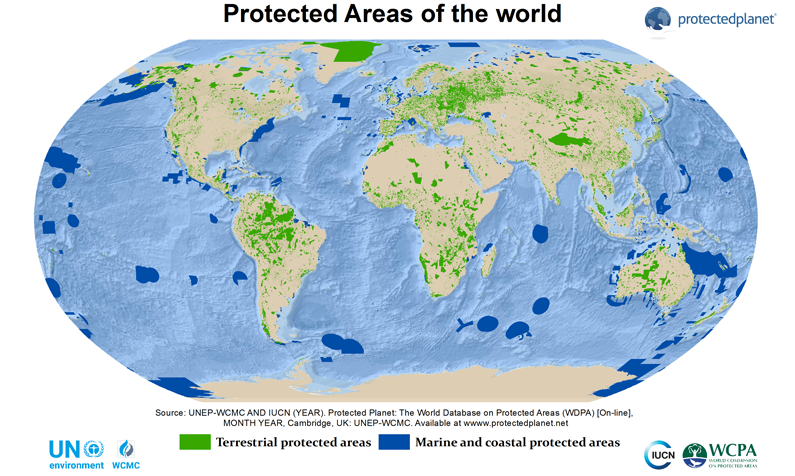 Protected Areas of the world
protectedplanet®
Source: UNEP-WCMC AND IUCN (YEAR). Protected Planet: The World Database on Protected Areas (WDPA) [On-line],
MONTH YEAR, Cambridge, UK: UNEP-WCMC. Available at wwww.protectedplanet.net
Terrestrial protected areas
Marine and coastal protected areas
UN
environment
WCMC
IUCN
WCPA
WORLD COMMISSION
ON PROTECTED AREAS